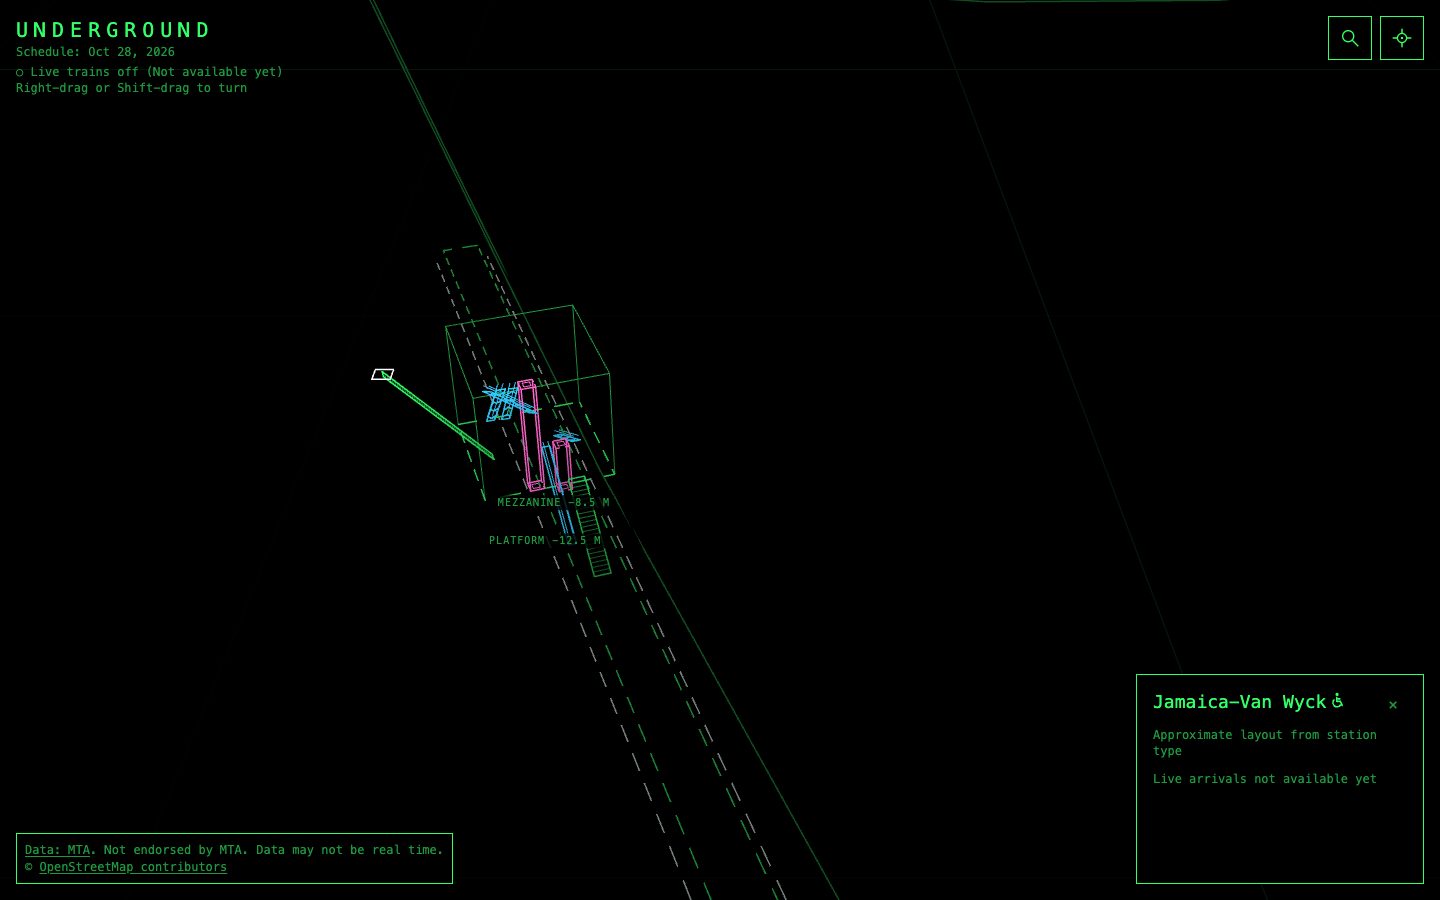 UNDERGROUND
Schedule: Oct 28, 2026
○ Live trains off (Not available yet)
Right-drag or Shift-drag to turn
MEZZANINE -8.5 M
PLATFORM -12.5 M
Jamaica-Van Wyck
×
Approximate layout from station
type
Live arrivals not available yet
Data: MTA. Not endorsed by MTA. Data may not be real time.
© OpenStreetMap contributors